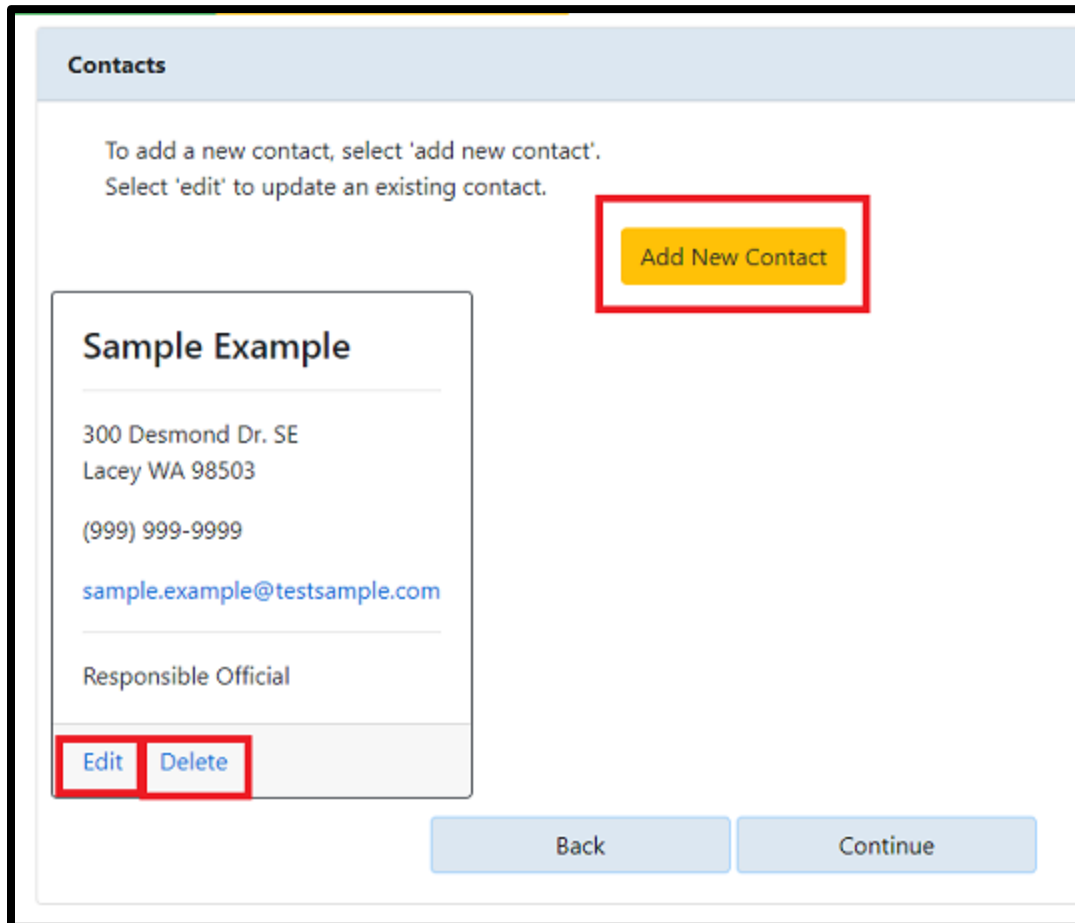 Contacts
To add a new contact, select 'add new contact'.
Select 'edit' to update an existing contact.
Add New Contact
Sample Example
300 Desmond Dr. SE
Lacey WA 98503
(999) 999-9999
sample.example@testsample.com
Responsible Official
Edit Delete
Back Continue